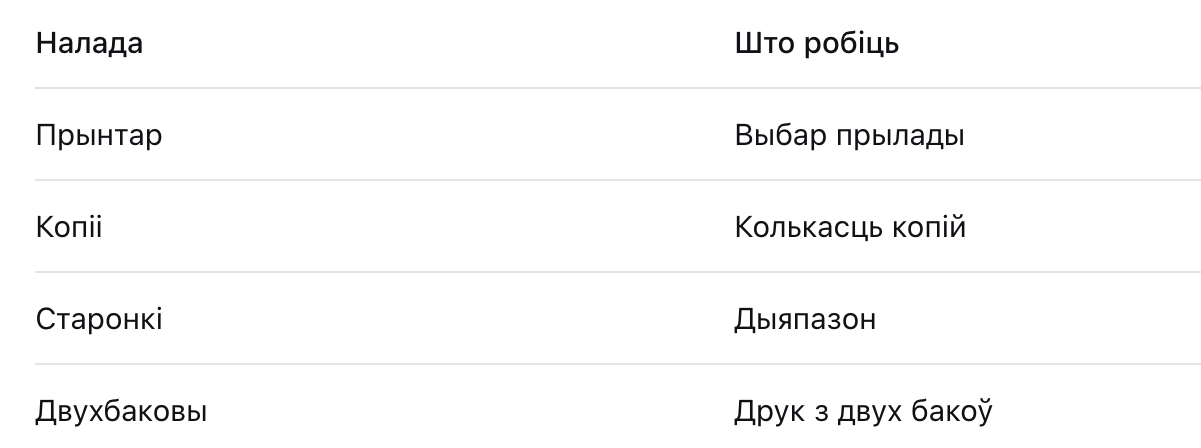 Налада Што робіць
Прынтар Выбар прылады
Копіі Колькасць копій
Старонкі Дыяпазон
Двухбаковы Друк з двух бакоў